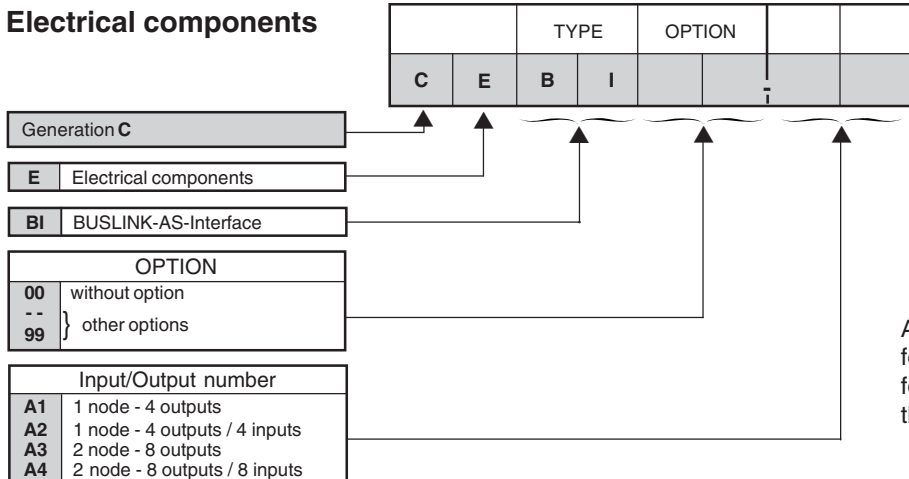 Electrical components
TYPE OPTION
C E B I -
Generation C
E Electrical components
BI BUSLINK-AS-Interface
OPTION
00 without option
- -
99 } other options
Input/Output number
A1 1 node - 4 outputs
A2 1 node - 4 outputs / 4 inputs
A3 2 node - 8 outputs
A4 2 node - 8 outputs / 8 inputs